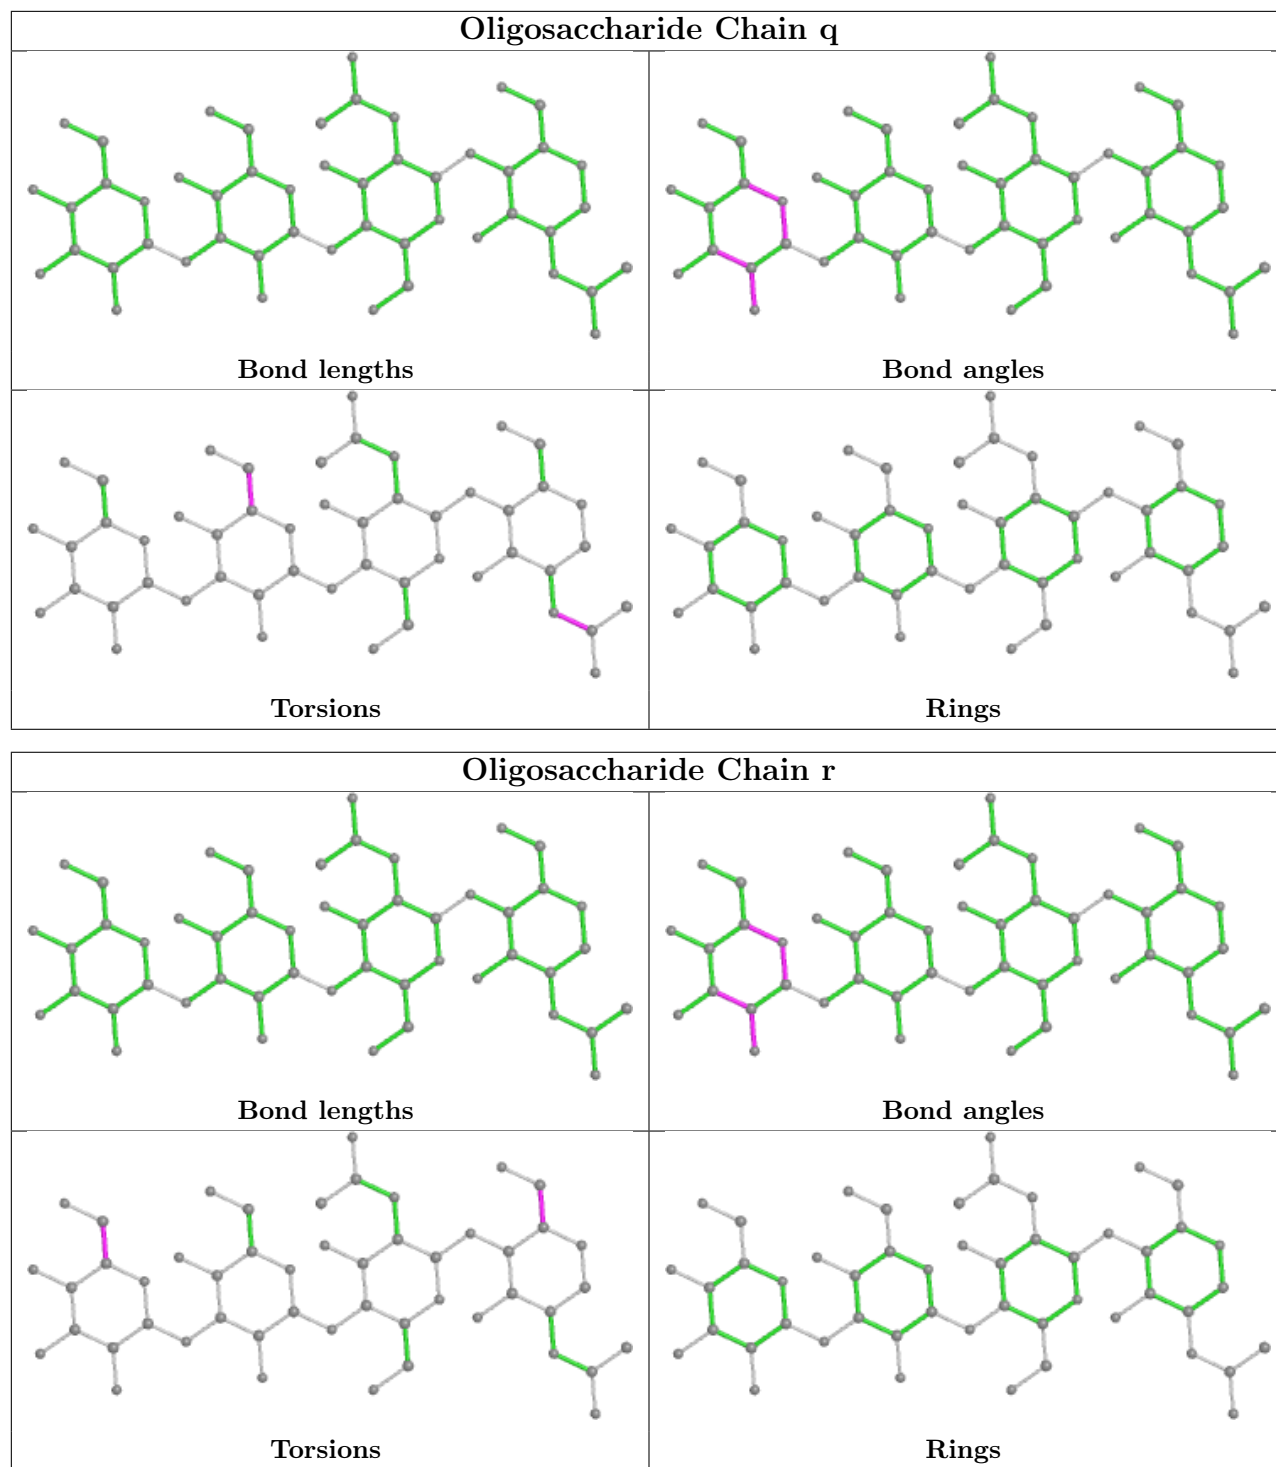 Oligosaccharide Chain q
Bond lengths
Bond angles
Torsions
Rings
Oligosaccharide Chain r
Bond lengths
Bond angles
Torsions
Rings